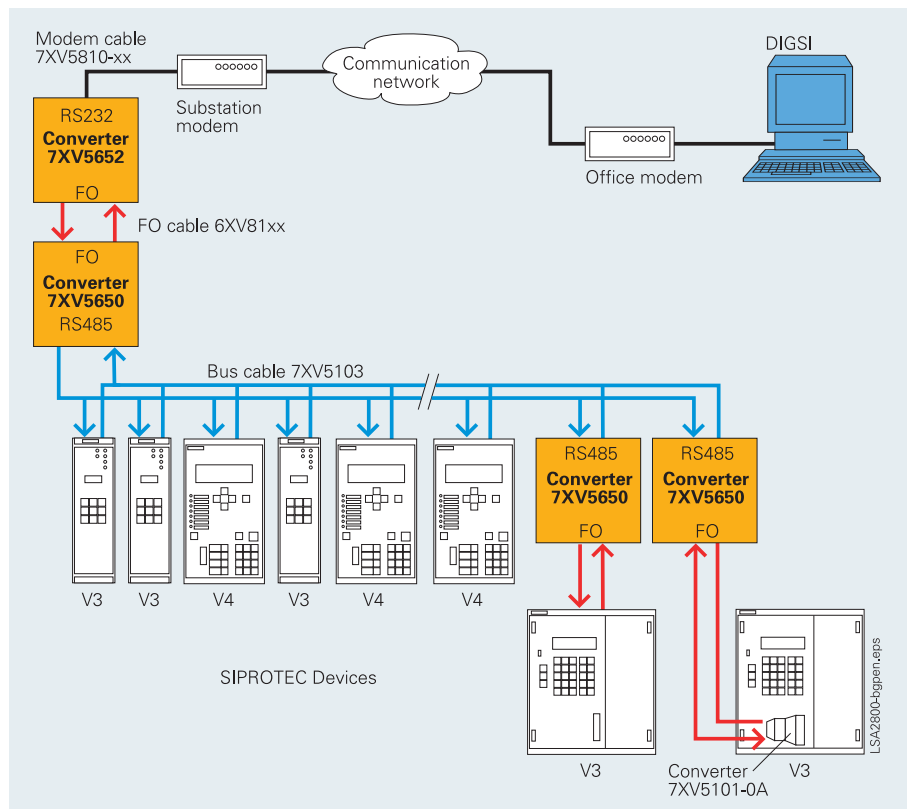 Modem cable
7XV5810-xx
Communication
network
DIGSI
Substation
modem
Office modem
RS232
Converter
7XV5652
FO
FO cable 6XV81xx
FO
Converter
7XV5650
RS485
Bus cable 7XV5103
RS485
Converter
7XV5650
FO
RS485
Converter
7XV5650
FO
V3
V3
V4
V3
V4
V4
SIPROTEC Devices
V3
Converter
7XV5101-0A
V3
LSA2800-bgpen.eps